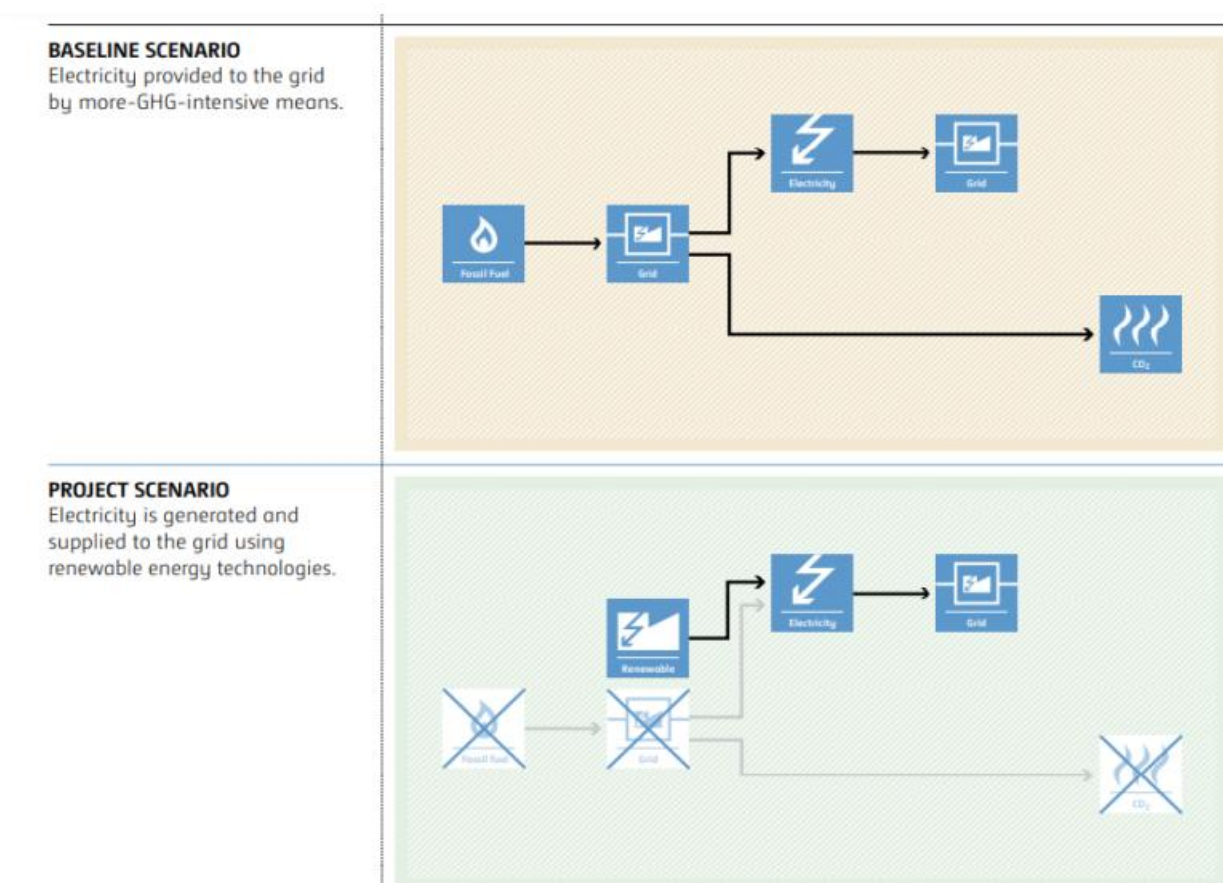 BASELINE SCENARIO
Electricity provided to the grid
by more-GHG-intensive means.
Electricity
Grid
Fossil Fuel
Grid
CO₂
PROJECT SCENARIO
Electricity is generated and
supplied to the grid using
renewable energy technologies.
Electricity
Grid
Renewable
Fossil fuel
Grid
CO₂